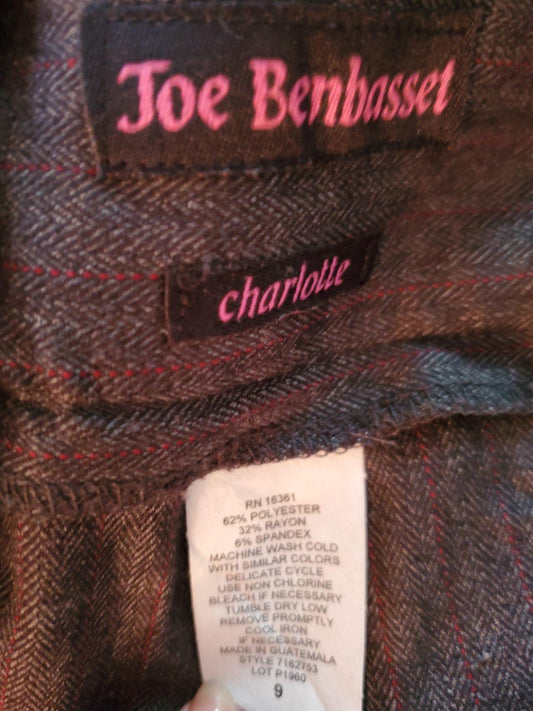 Joe Benbasset
charlotte
RN 16361
62% POLYESTER
32% RAYON
6% SPANDEX
MACHINE WASH COLD
WITH SIMILAR COLORS
DELICATE CYCLE
USE NON CHLORINE
BLEACH IF NECESSARY
TUMBLE DRY LOW
REMOVE PROMPTLY
COOL IRON
IF NECESSARY
MADE IN GUATEMALA
STYLE 7162753
LOT P1960
9